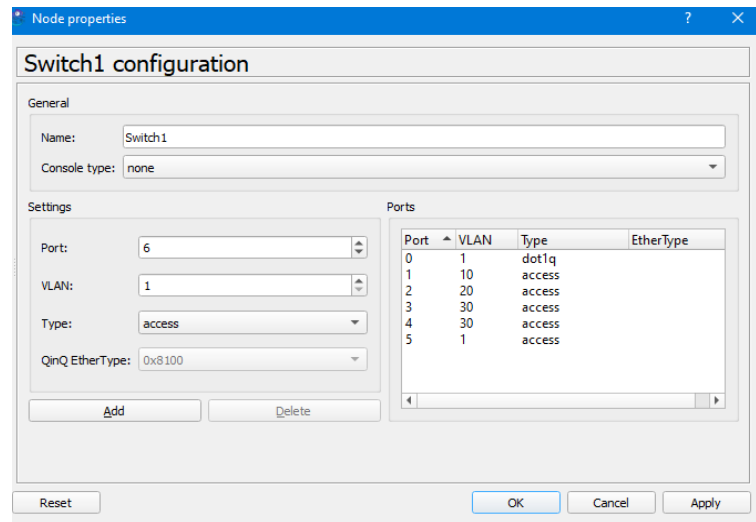 Node properties
?
Switch1 configuration
General
Name: Switch1
Console type: none
Settings
Port: 6
VLAN: 1
Type: access
QinQ EtherType: 0x8100
Add Delete
Ports
Port VLAN Type EtherType
0 1 dot1q
1 10 access
2 20 access
3 30 access
4 30 access
5 1 access
Reset OK Cancel Apply